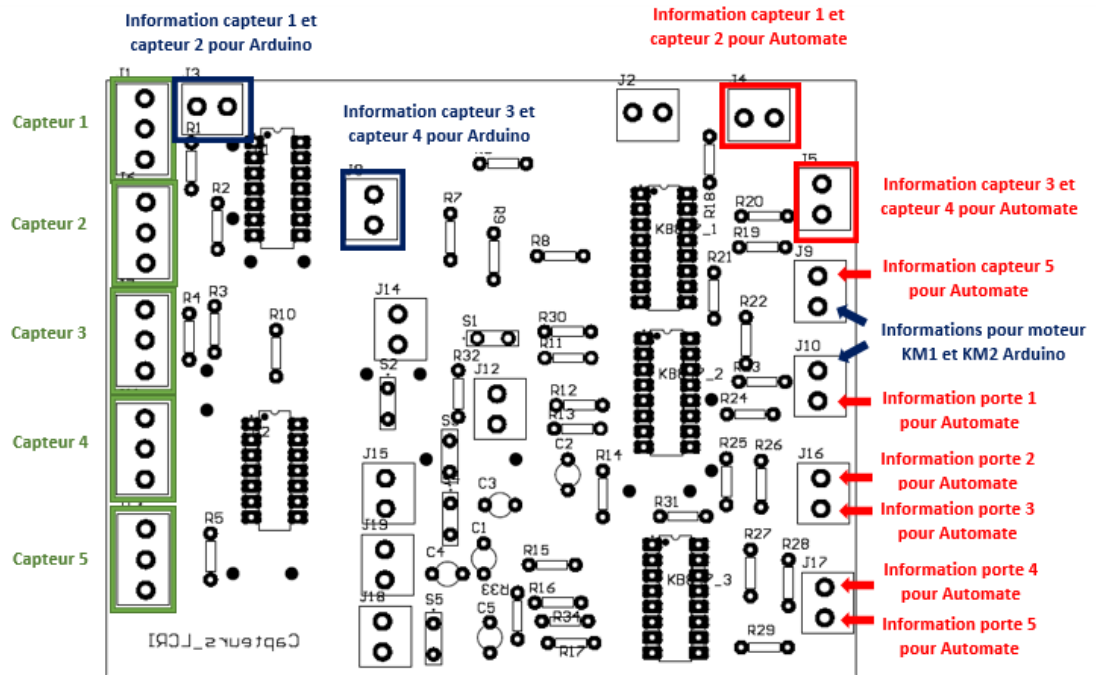 Information capteur 1 et
capteur 2 pour Arduino
Information capteur 1 et
capteur 2 pour Automate
J2
Capteur 1
R1
Information capteur 3 et
capteur 4 pour Arduino
R18
Information capteur 3 et
capteur 4 pour Automate
Capteur 2
R2
R7
R9
R8
R20
R19
J9
Information capteur 5
pour Automate
R21
Capteur 3
R4
R3
R10
J14
S1
R30
R11
R22
Informations pour moteur
KM1 et KM2 Arduino
J10
S2
R32
J12
R12
R13
R24
Information porte 1
pour Automate
Capteur 4
J15
C2
R14
R25
R26
J16
Information porte 2
pour Automate
C3
R31
Information porte 3
pour Automate
Capteur 5
R5
J19
C1
C4
R15
R27
R28
J17
Information porte 4
pour Automate
J18
S5
C5
R33
R16
R34
R17
R29
Information porte 5
pour Automate
Capteurs_LCR1